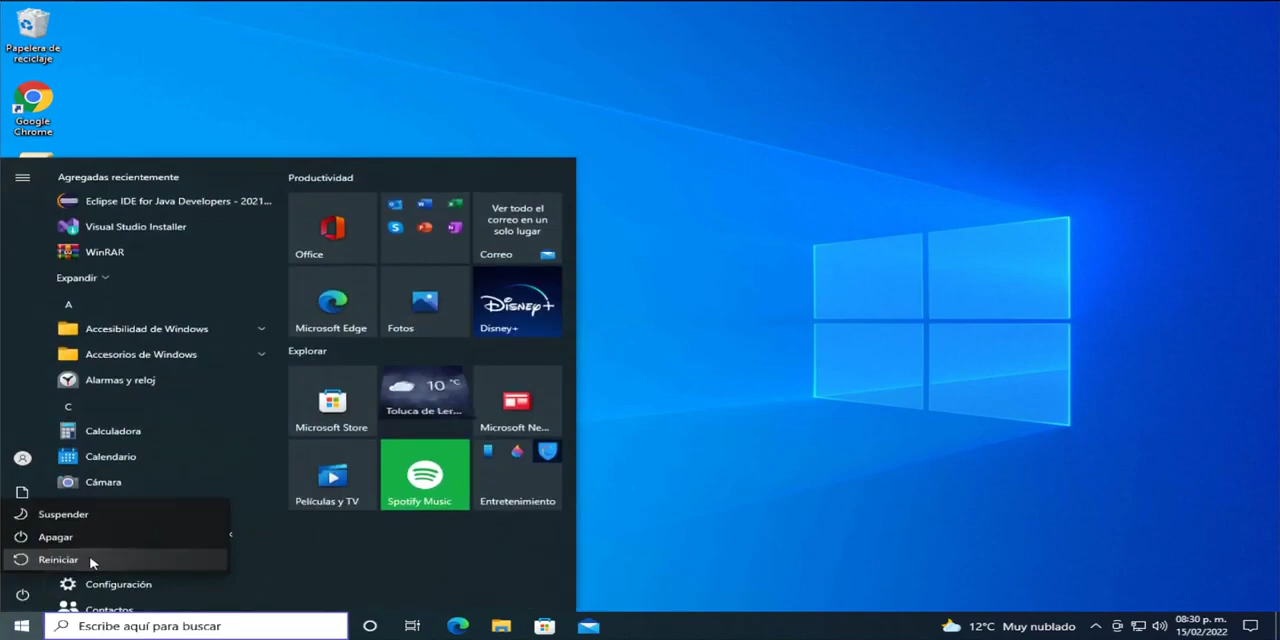 Papelera de
reciclaje
Google
Chrome
Agregadas recientemente
Eclipse IDE for Java Developers - 2021...
Visual Studio Installer
WinRAR
Expandir
A
Accesibilidad de Windows
Accesorios de Windows
Alarmas y reloj
C
Calculadora
Calendario
Cámara
Suspender
Apagar
Reiniciar
Configuración
Contactos
Productividad
Office
Ver todo el
correo en un
solo lugar
Correo
Microsoft Edge
Fotos
Disney+
Disney+
Explorar
Microsoft Store
10 °C
Toluca de Ler...
Microsoft Ne...
Películas y TV
Spotify Music
Entretenimiento
Escribe aquí para buscar
12°C Muy nublado
08:30 p. m.
15/02/2022